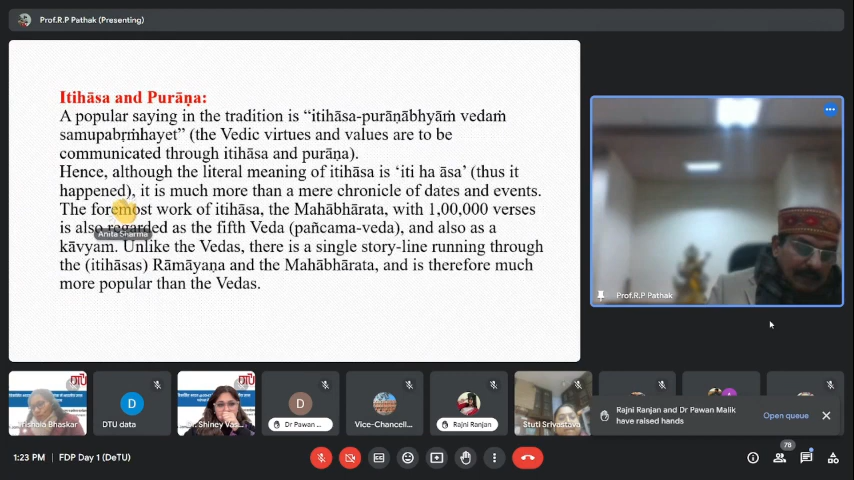 Prof.R.P Pathak (Presenting)
Itihāsa and Purāṇa:
A popular saying in the tradition is “itihāsa-purāṇābhyāṁ vedaṁ
samupabṛṁhayet” (the Vedic virtues and values are to be
communicated through itihāsa and purāṇa).
Hence, although the literal meaning of itihāsa is ‘iti ha āsa’ (thus it
happened), it is much more than a mere chronicle of dates and events.
The foremost work of itihāsa, the Mahābhārata, with 1,00,000 verses
is also regarded as the fifth Veda (pañcama-veda), and also as a
Anita Sharma
kāvyam. Unlike the Vedas, there is a single story-line running through
the (itihāsas) Rāmāyaṇa and the Mahābhārata, and is therefore much
more popular than the Vedas.
Prof.R.P Pathak
Trishala Bhaskar
D
DTU data
Dr. Shiney Vas...
D
Dr Pawan ...
Vice-Chancell...
Rajni Ranjan
Stuti Srivastava
Rajni Ranjan and Dr Pawan Malik
have raised hands
Open queue
1:23 PM
FDP Day 1 (DeTU)
78